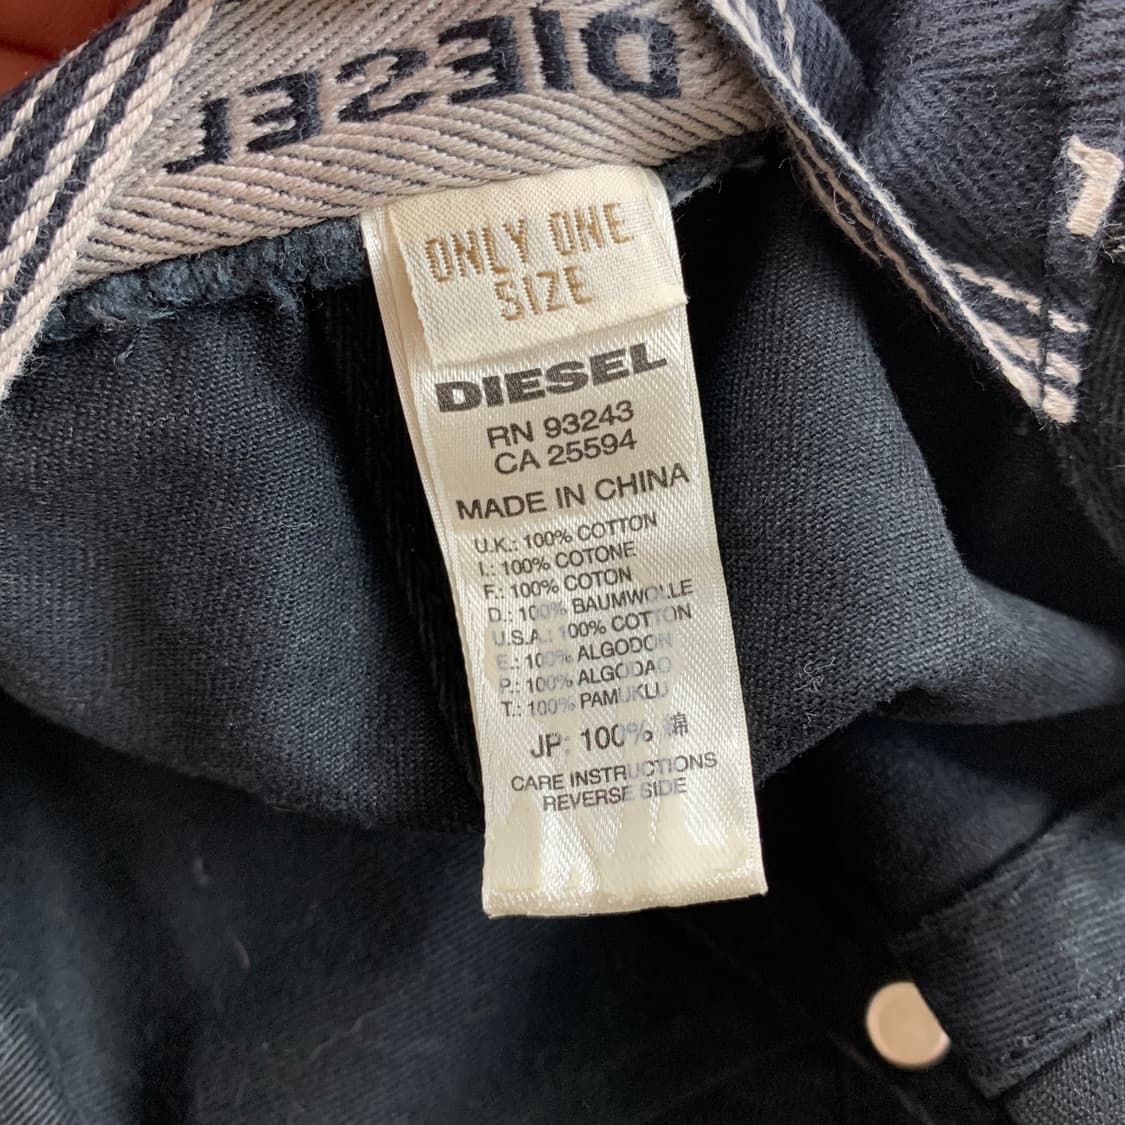 DIESEL
ONLY ONE
SIZE
DIESEL
RN 93243
CA 25594
MADE IN CHINA
U.K.: 100% COTTON
I.: 100% COTONE
F.: 100% COTON
D.: 100% BAUMWOLLE
U.S.A.: 100% COTTON
E.: 100% ALGODON
P.: 100% ALGODAO
T.: 100% PAMUKLU
JP: 100% 綿
CARE INSTRUCTIONS
REVERSE SIDE